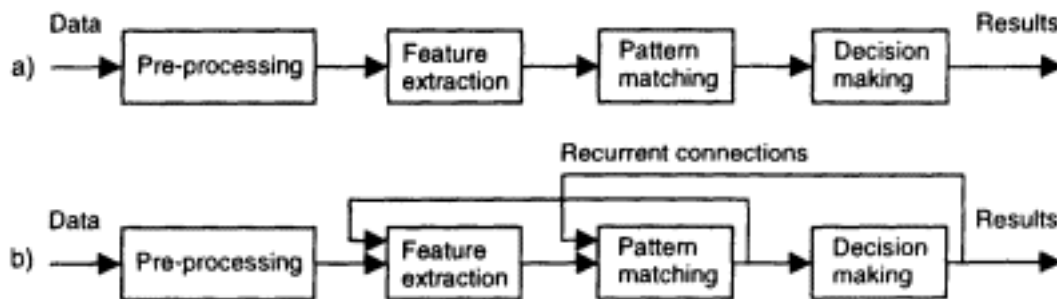 Data
Results
a)
Pre-processing
Feature
extraction
Pattern
matching
Decision
making
Recurrent connections
Data
Results
b)
Pre-processing
Feature
extraction
Pattern
matching
Decision
making